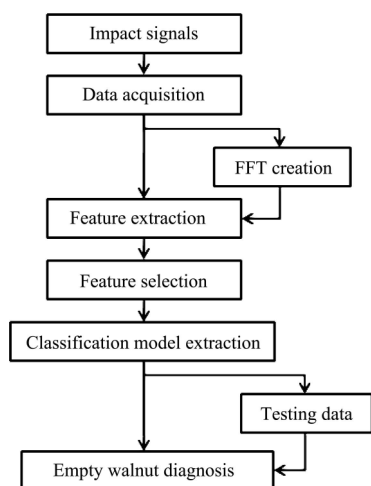 Impact signals
Data acquisition
FFT creation
Feature extraction
Feature selection
Classification model extraction
Testing data
Empty walnut diagnosis